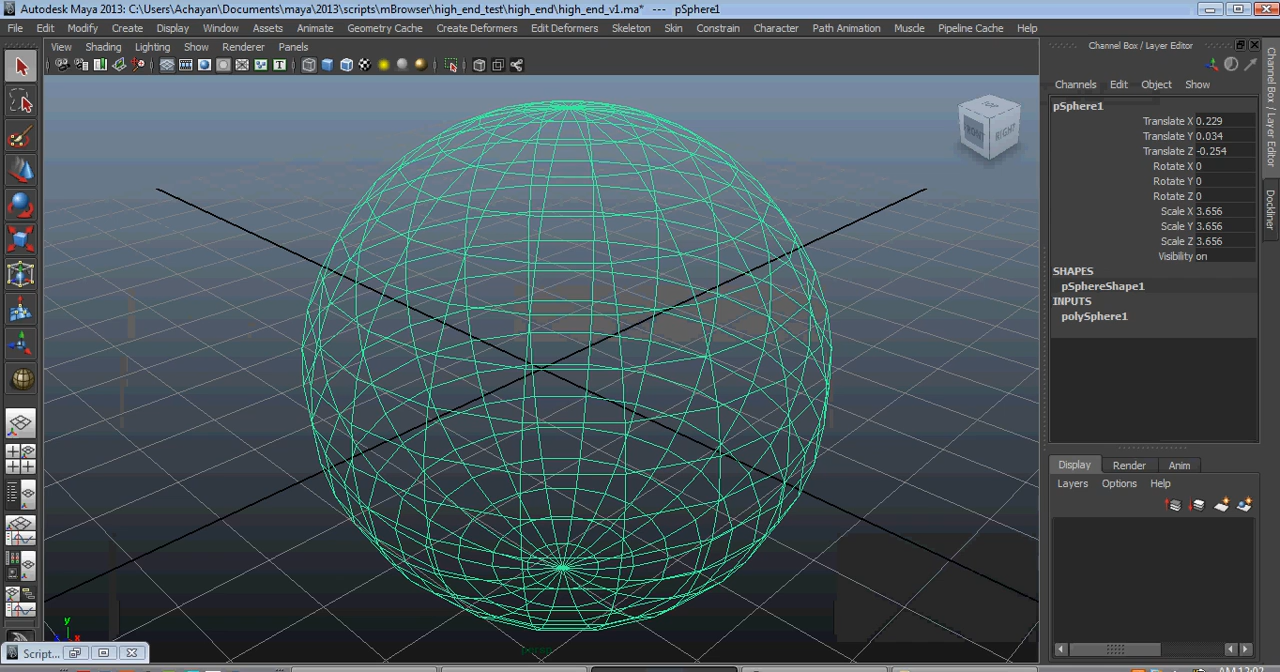 Autodesk Maya 2013: C:\Users\Achayan\Documents\maya\2013\scripts\mBrowser\high_end_test\high_end\high_end_v1.ma* --- pSphere1
File Edit Modify Create Display Window Assets Animate Geometry Cache Create Deformers Edit Deformers Skeleton Skin Constrain Character Path Animation Muscle Pipeline Cache Help
View Shading Lighting Show Renderer Panels
Channel Box / Layer Editor
Channels Edit Object Show
pSphere1
Translate X 0.229
Translate Y 0.034
Translate Z -0.254
Rotate X 0
Rotate Y 0
Rotate Z 0
Scale X 3.656
Scale Y 3.656
Scale Z 3.656
Visibility on
SHAPES
pSphereShape1
INPUTS
polySphere1
Channel Box / Layer Editor
Dockliner
TOP
FRONT
RIGHT
Display Render Anim
Layers Options Help
y
x
Script...